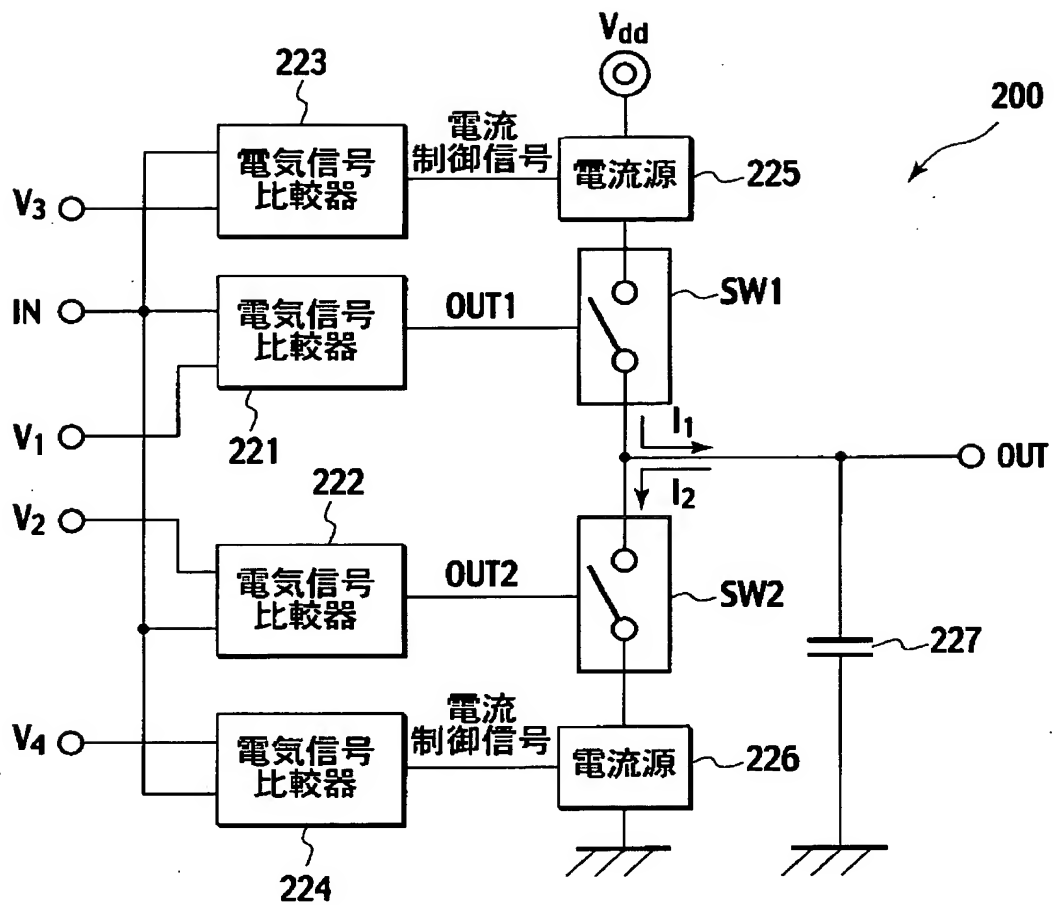 Vdd
223
200
電流
制御信号
電気信号
比較器
電流源
225
V3
IN
電気信号
比較器
OUT1
SW1
V1
221
I1
OUT
I2
V2
222
電気信号
比較器
OUT2
SW2
227
V4
電流
制御信号
電気信号
比較器
電流源
226
224